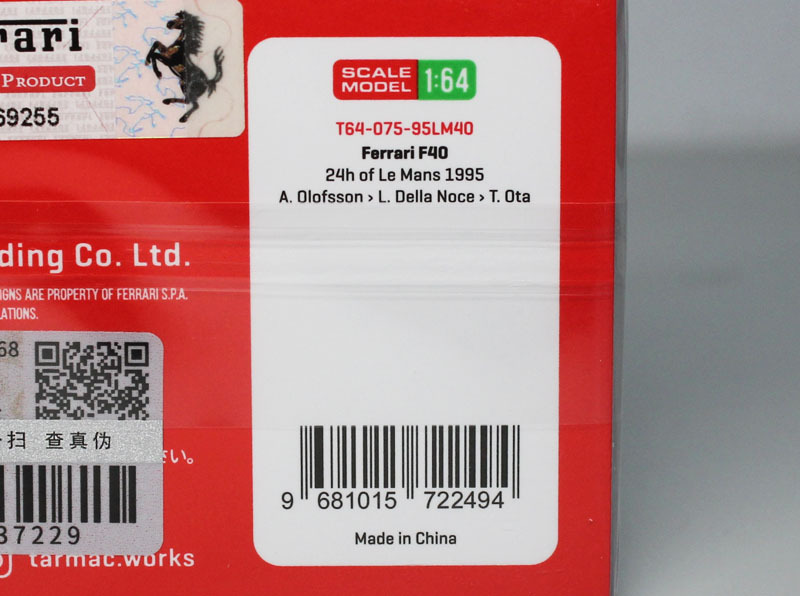 rrari
PRODUCT
69255
SCALE MODEL 1:64
T64-075-95LM40
Ferrari F40
24h of Le Mans 1995
A. Olofsson › L. Della Noce › T. Ota
ding Co. Ltd.
IGNS ARE PROPERTY OF FERRARI S.P.A.
LATIONS.
68
扫 查真伪
さい。
37229
tarmac.works
9 681015 722494
Made in China